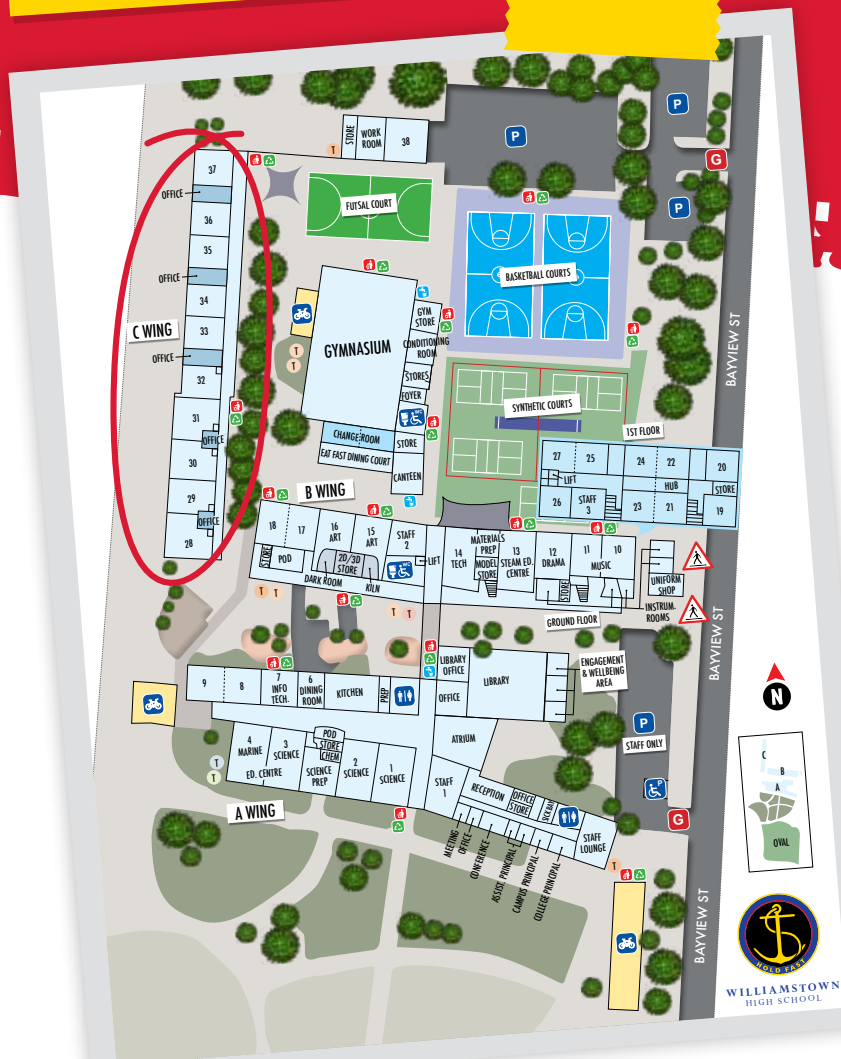 P
STORE
WORK
ROOM
38
T
P
G
37
OFFICE
36
35
OFFICE
34
C WING
33
OFFICE
32
31
OFFICE
30
29
OFFICE
28
FUTSAL COURT
P
BASKETBALL COURTS
GYMNASIUM
GYM
STORE
CONDITIONING
ROOM
STORES
FOYER
WC
STORE
CANTEEN
CHANGE ROOM
EAT FAST DINING COURT
T
T
SYNTHETIC COURTS
BAYVIEW ST
1ST FLOOR
27
25
24
22
20
LIFT
HUB
STORE
26
STAFF
3
23
21
19
B WING
18
17
16
ART
15
ART
STAFF
2
STORE
POD
2D/3D
STORE
WC
LIFT
DARK ROOM
KILN
14
TECH
MATERIALS
PREP
MODEL
STORE
13
STEAM ED.
CENTRE
12
DRAMA
STORE
11
10
MUSIC
UNIFORM
SHOP
INSTRUM.
ROOMS
GROUND FLOOR
T
T
T
T
BAYVIEW ST
9
8
7
INFO
TECH.
6
DINING
ROOM
KITCHEN
PREP
LIBRARY
OFFICE
OFFICE
LIBRARY
ENGAGEMENT
& WELLBEING
AREA
N
P
STAFF ONLY
4
MARINE
3
SCIENCE
ED. CENTRE
POD
STORE
CHEM
SCIENCE
PREP
2
SCIENCE
1
SCIENCE
ATRIUM
STAFF
1
RECEPTION
OFFICE
STORE
SICK BAY
STAFF
LOUNGE
T
T
A WING
MEETING
OFFICE
CONFERENCE
ASSIST PRINCIPAL
CAMPUS PRINCIPAL
COLLEGE PRINCIPAL
P
G
T
C
B
A
OVAL
BAYVIEW ST
HOLD FAST
WILLIAMSTOWN
HIGH SCHOOL